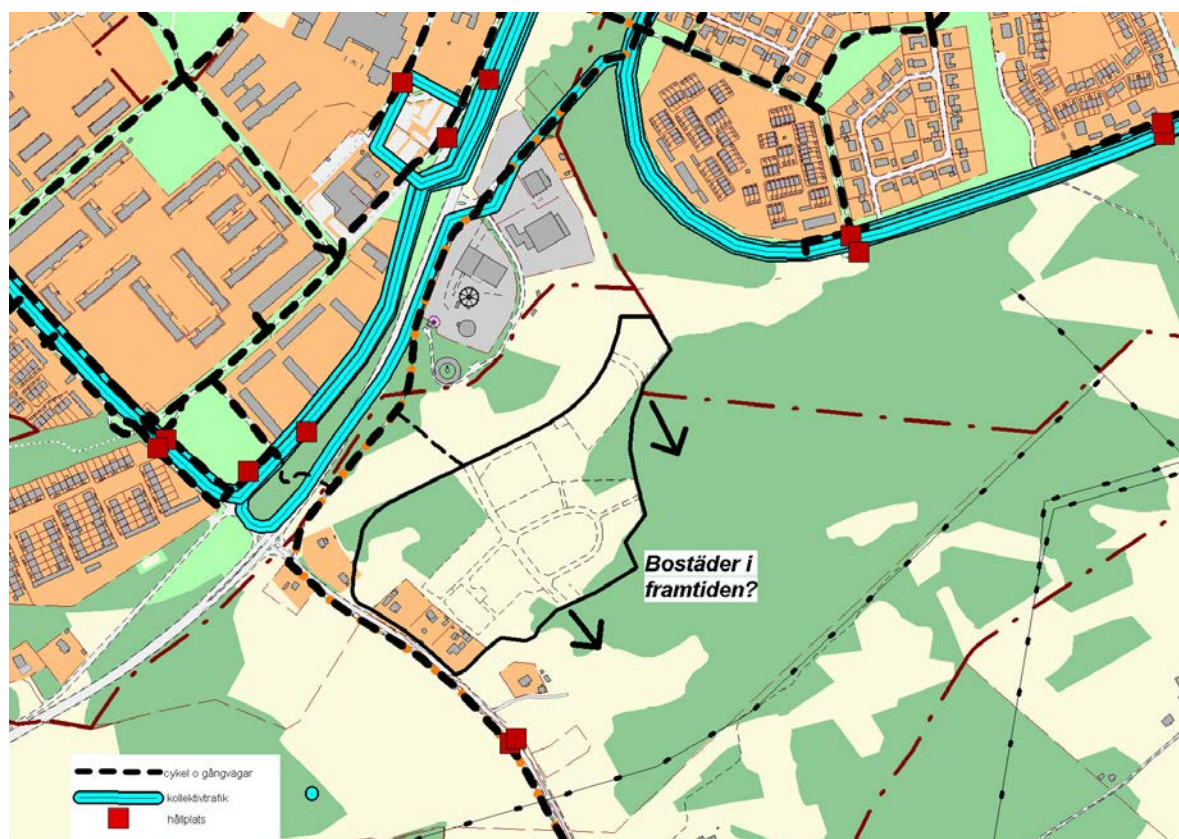 Bostäder i
framtiden?
cykel o gångvägar
kollektivtrafik
hållplats